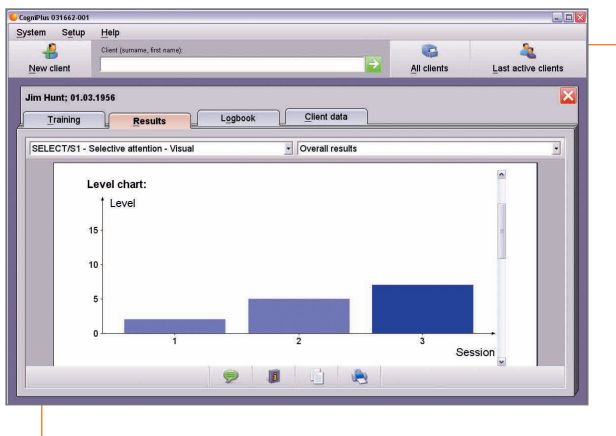 CogniPlus 031662-001
System Setup Help
Client (surname, first name):
New client
All clients
Last active clients
Jim Hunt; 01.03.1956
Training
Results
Logbook
Client data
SELECT/S1 - Selective attention - Visual
Overall results
Level chart:
Level
15
10
5
0
1
2
3
Session